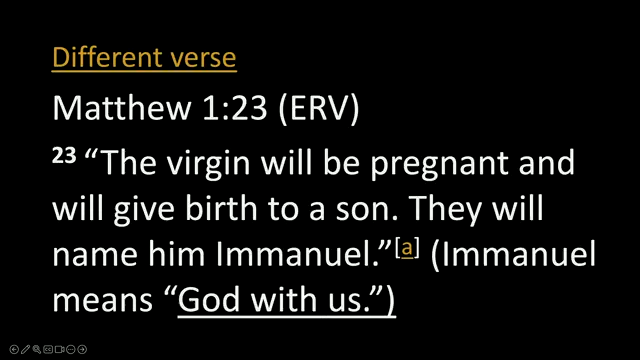 Different verse
Matthew 1:23 (ERV)
23 “The virgin will be pregnant and
will give birth to a son. They will
name him Immanuel.”[a] (Immanuel
means “God with us.”)